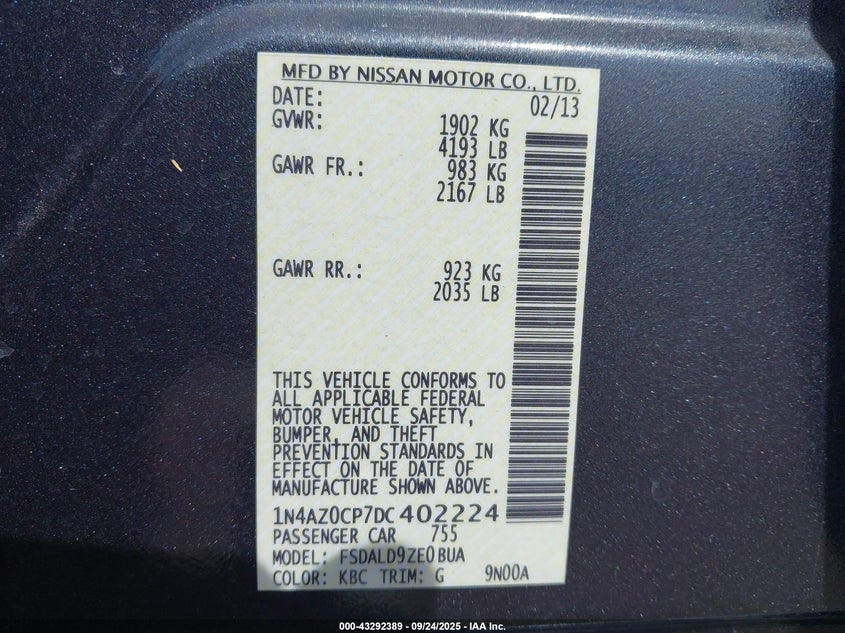 MFD BY NISSAN MOTOR CO., LTD.
DATE: 02/13
GVWR: 1902 KG
4193 LB
GAWR FR.: 983 KG
2167 LB
GAWR RR.: 923 KG
2035 LB
THIS VEHICLE CONFORMS TO
ALL APPLICABLE FEDERAL
MOTOR VEHICLE SAFETY,
BUMPER, AND THEFT
PREVENTION STANDARDS IN
EFFECT ON THE DATE OF
MANUFACTURE SHOWN ABOVE.
1N4AZ0CP7DC402224
PASSENGER CAR 755
MODEL: FSDALD9ZE0BUA
COLOR: KBC TRIM: G 9N00A
000-43292389 - 09/24/2025 - IAA Inc.